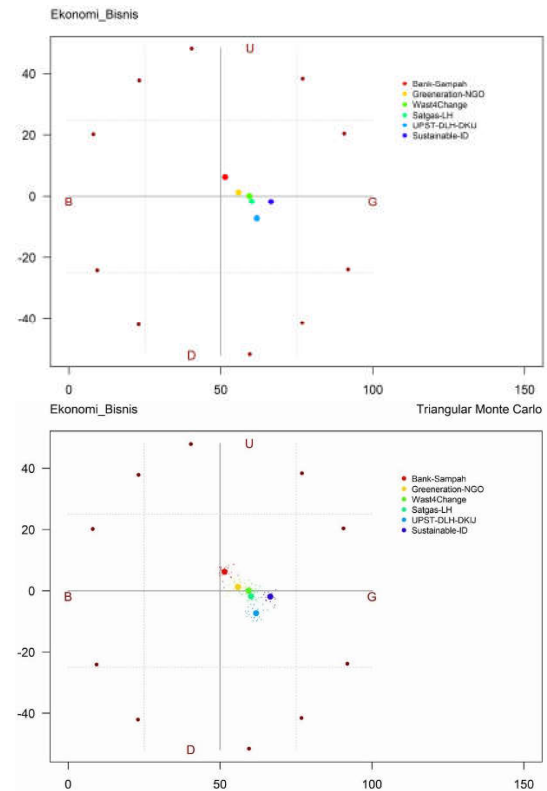 Ekonomi_Bisnis
U
40
Bank-Sampah
Greeneration-NGO
Wast4Change
Satgas-LH
20
UPST-DLH-DKIJ
Sustainable-ID
0
B
G
-20
-40
D
0 50 100 150
Ekonomi_Bisnis Triangular Monte Carlo
U
40
Bank-Sampah
Greeneration-NGO
Wast4Change
Satgas-LH
20
UPST-DLH-DKIJ
Sustainable-ID
0
B
G
-20
-40
D
0 50 100 150